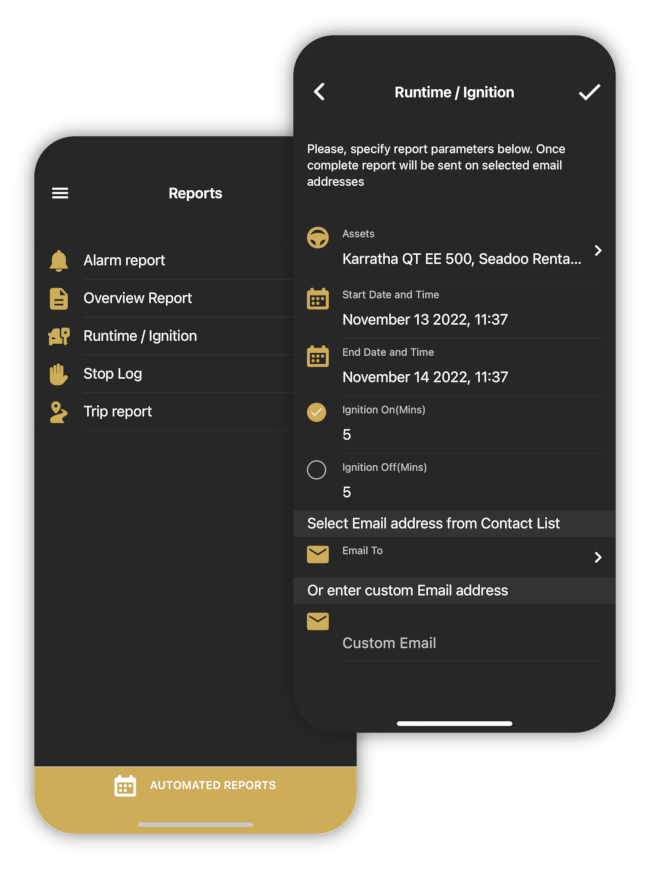 Reports
Alarm report
Overview Report
Runtime / Ignition
Stop Log
Trip report
AUTOMATED REPORTS
Runtime / Ignition
Please, specify report parameters below. Once
complete report will be sent on selected email
addresses
Assets
Karratha QT EE 500, Seadoo Renta...
Start Date and Time
November 13 2022, 11:37
End Date and Time
November 14 2022, 11:37
Ignition On(Mins)
5
Ignition Off(Mins)
5
Select Email address from Contact List
Email To
Or enter custom Email address
Custom Email